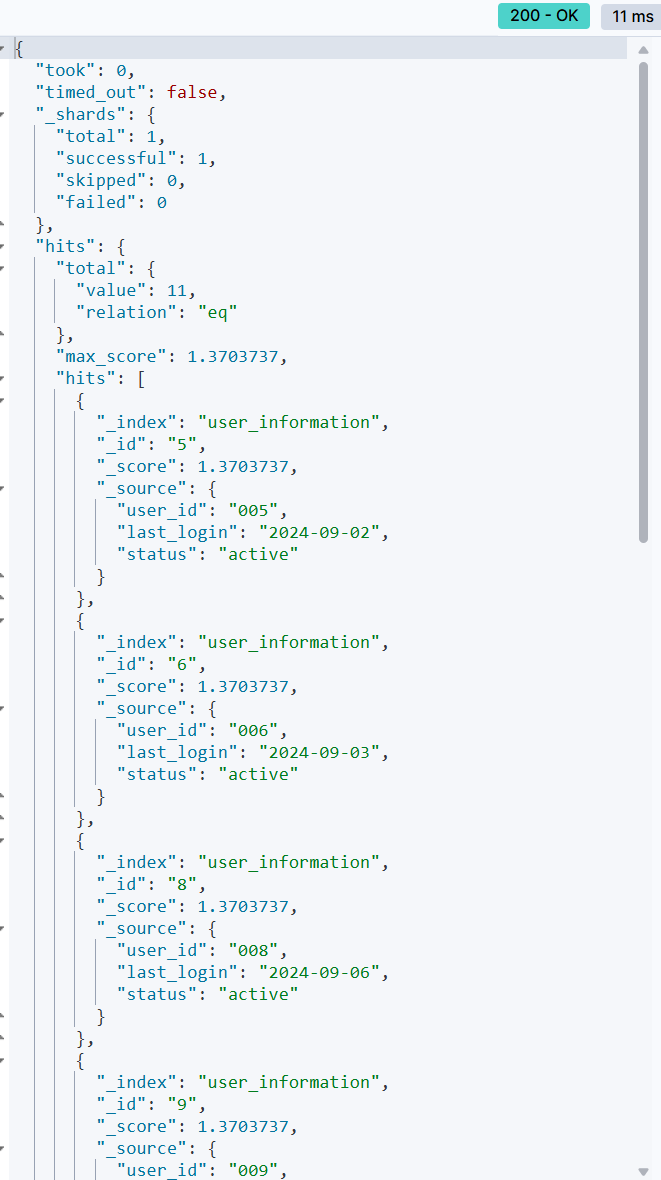 200 - OK 11 ms
{
  "took": 0,
  "timed_out": false,
  "_shards": {
    "total": 1,
    "successful": 1,
    "skipped": 0,
    "failed": 0
  },
  "hits": {
    "total": {
      "value": 11,
      "relation": "eq"
    },
    "max_score": 1.3703737,
    "hits": [
      {
        "_index": "user_information",
        "_id": "5",
        "_score": 1.3703737,
        "_source": {
          "user_id": "005",
          "last_login": "2024-09-02",
          "status": "active"
        }
      },
      {
        "_index": "user_information",
        "_id": "6",
        "_score": 1.3703737,
        "_source": {
          "user_id": "006",
          "last_login": "2024-09-03",
          "status": "active"
        }
      },
      {
        "_index": "user_information",
        "_id": "8",
        "_score": 1.3703737,
        "_source": {
          "user_id": "008",
          "last_login": "2024-09-06",
          "status": "active"
        }
      },
      {
        "_index": "user_information",
        "_id": "9",
        "_score": 1.3703737,
        "_source": {
          "user_id": "009",